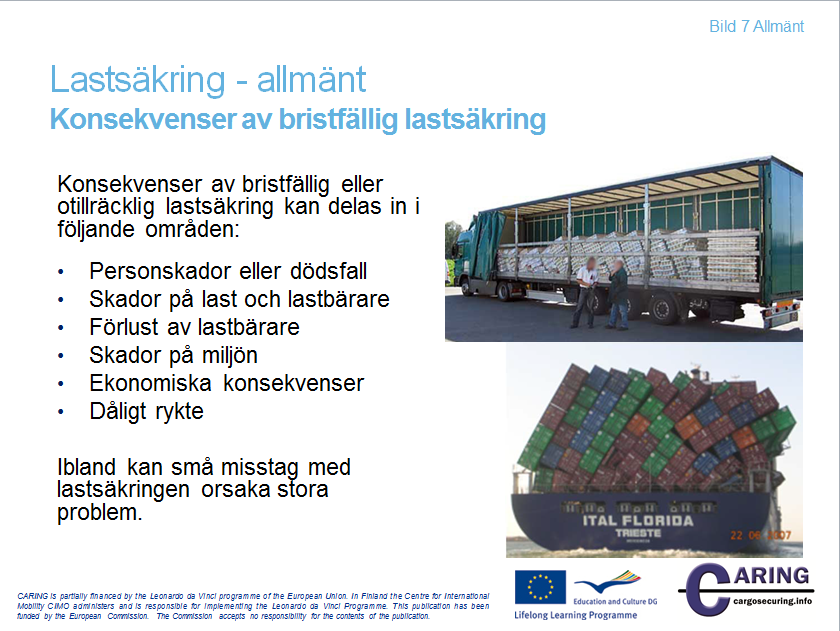 Bild 7 Allmänt
Lastsäkring - allmänt
Konsekvenser av bristfällig lastsäkring
Konsekvenser av bristfällig eller
otillräcklig lastsäkring kan delas in i
följande områden:
• Personskador eller dödsfall
• Skador på last och lastbärare
• Förlust av lastbärare
• Skador på miljön
• Ekonomiska konsekvenser
• Dåligt rykte
Ibland kan små misstag med
lastsäkringen orsaka stora
problem.
ITAL FLORIDA
TRIESTE
22 06 2007
CARING is partially financed by the Leonardo da Vinci programme of the European Union. In Finland the Centre for International
Mobility CIMO administers and is responsible for implementing the Leonardo da Vinci Programme. This publication has been
funded by the European Commission. The Commission accepts no responsibility for the contents of the publication.
Education and Culture DG
Lifelong Learning Programme
CARING
cargosecuring.info